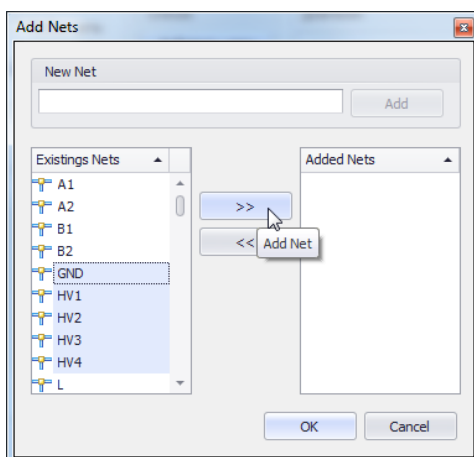 Add Nets
New Net
Add
Existings Nets
Added Nets
A1
A2
B1
B2
GND
HV1
HV2
HV3
HV4
L
>>
<<
Add Net
OK
Cancel